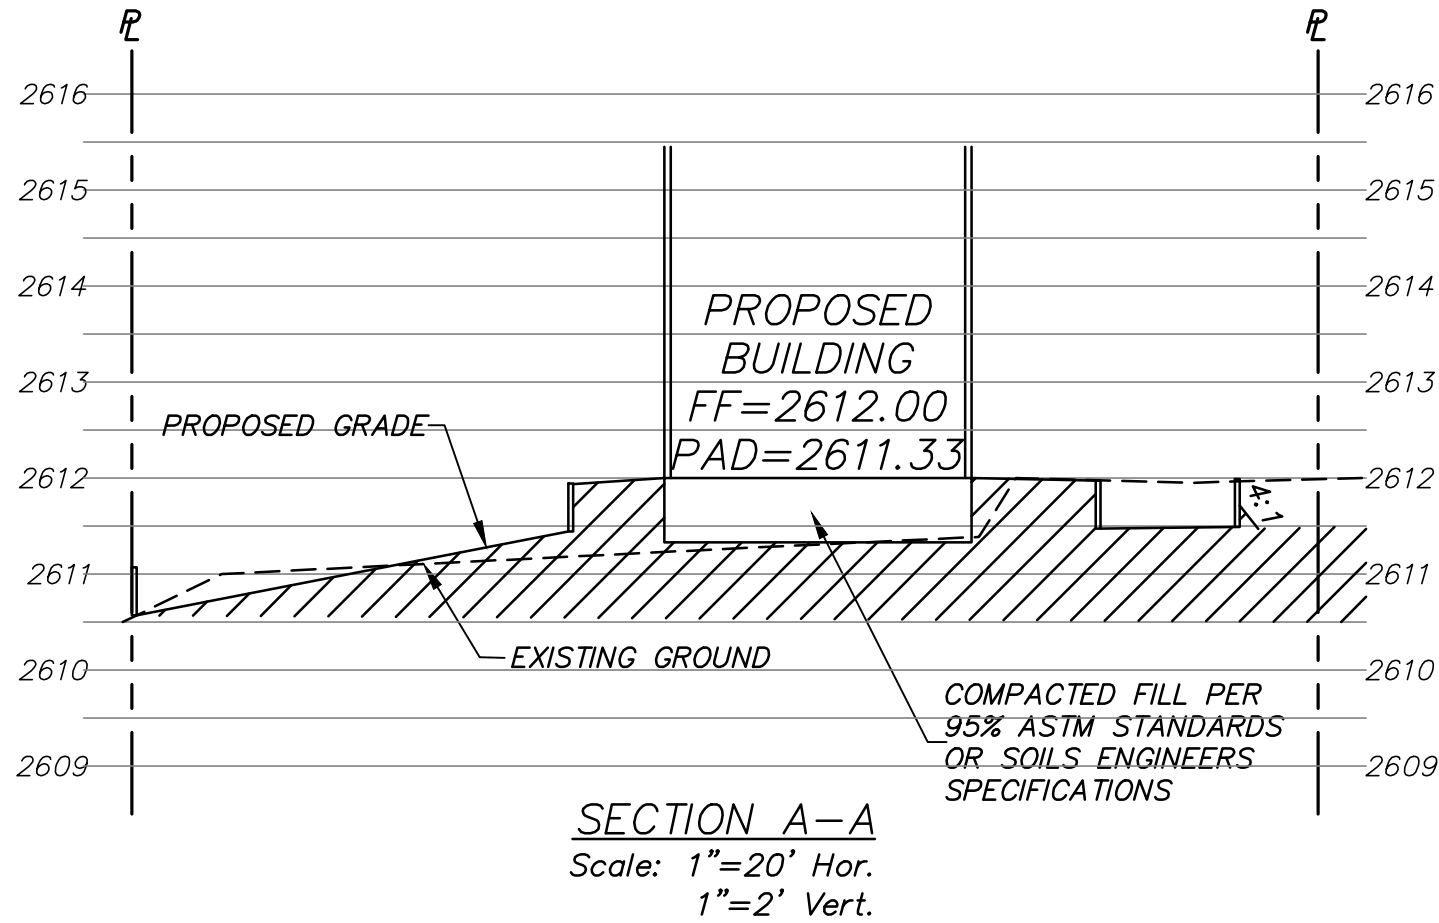 ℄ ℄
2616 2616
2615 2615
2614 2614
PROPOSED
BUILDING
2613 2613
FF=2612.00
PROPOSED GRADE
PAD=2611.33
2612 2612
4:1
2611 2611
EXISTING GROUND
2610 2610
COMPACTED FILL PER
95% ASTM STANDARDS
OR SOILS ENGINEERS
SPECIFICATIONS
2609 2609
SECTION A-A
Scale: 1"=20' Hor.
1"=2' Vert.